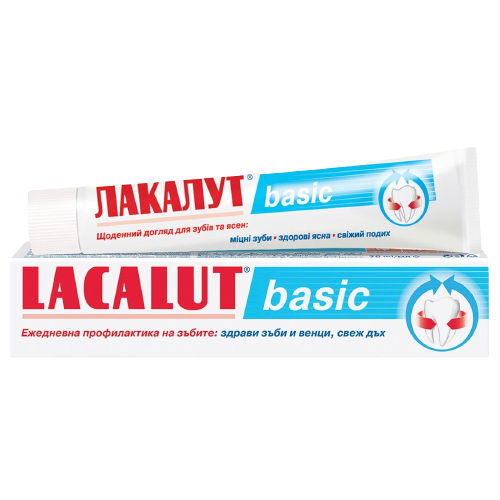 ЛАКАЛУТ® basic
Щоденний догляд для зубів та ясен:
міцні зуби • здорові ясна • свіжий подих
LACALUT® basic
Ежедневна профилактика на зъбите: здрави зъби и венци, свеж дъх